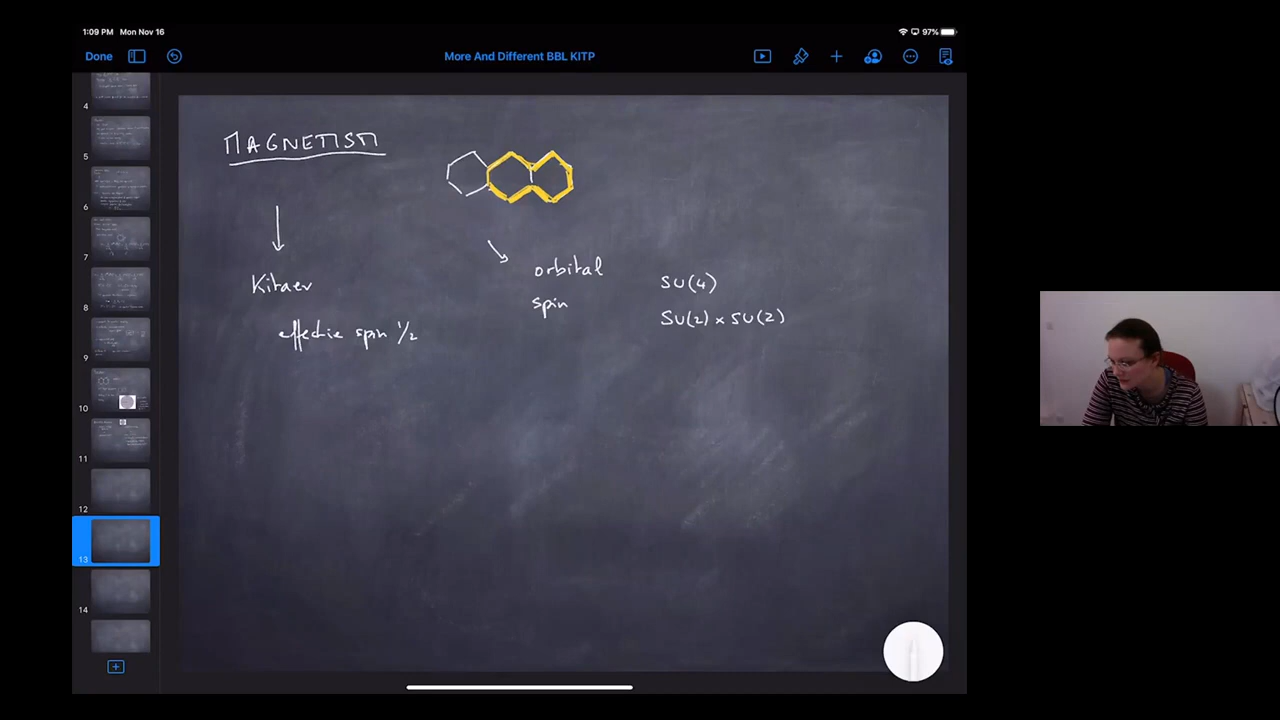 1:09 PM Mon Nov 16
97%
Done
More And Different BBL KITP
4
5
6
7
8
9
10
11
12
13
14
MAGNETISM
Kitaev
effective spin 1/2
orbital
spin
SU(4)
SU(2) x SU(2)